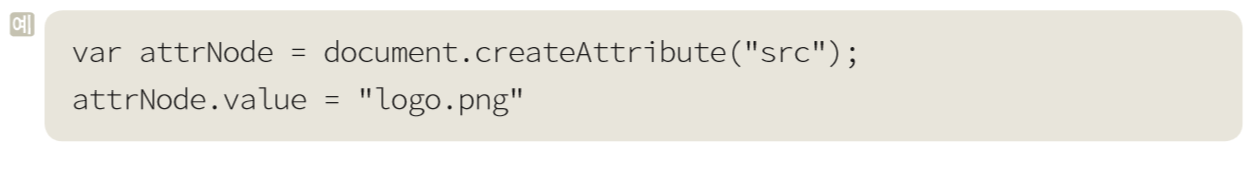 예
var attrNode = document.createAttribute("src");
attrNode.value = "logo.png"